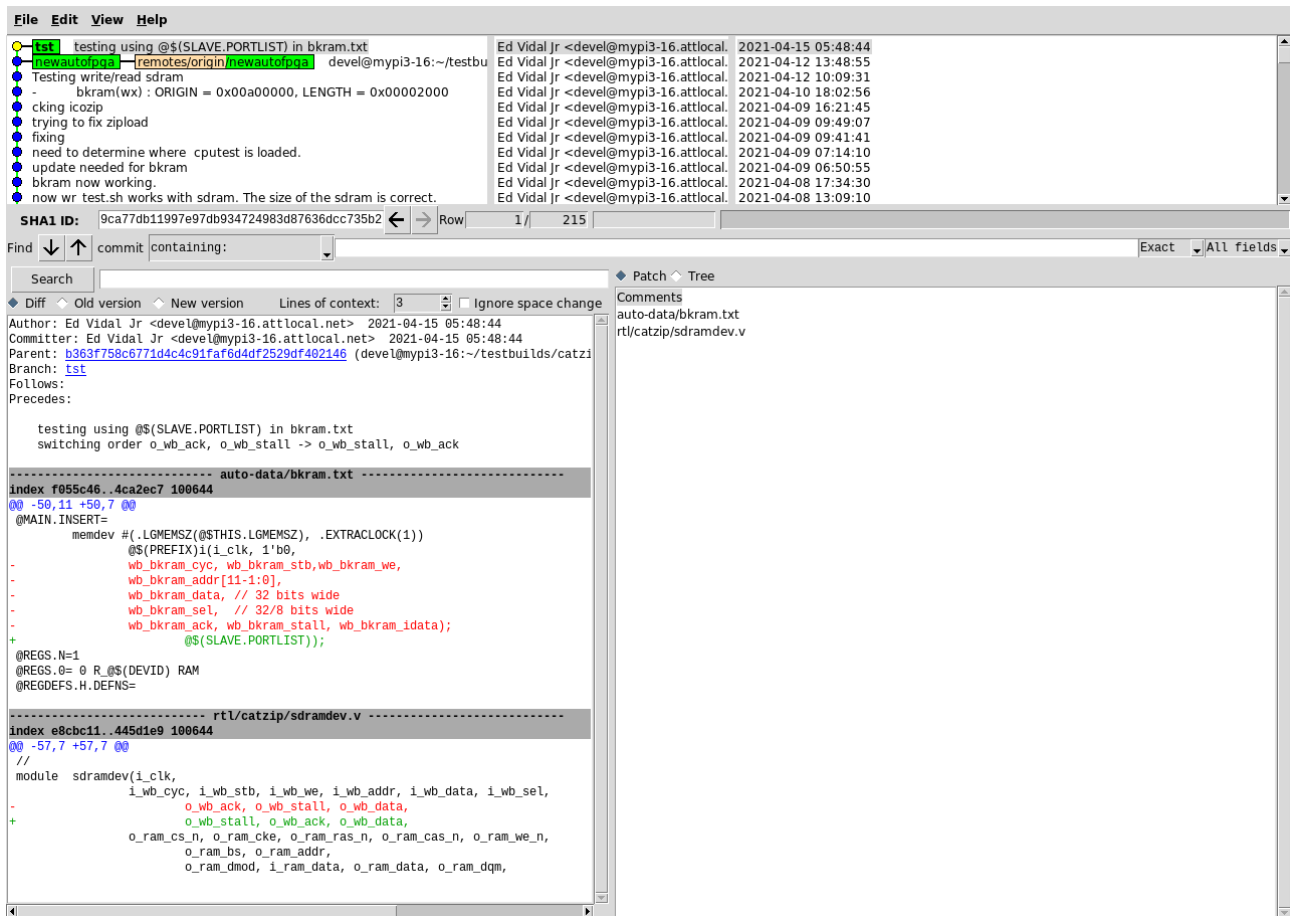 File Edit View Help
tst testing using @$(SLAVE.PORTLIST) in bkram.txt Ed Vidal Jr <devel@mypi3-16.attlocal. 2021-04-15 05:48:44
newautofpga remotes/origin/newautofpga devel@mypi3-16:~/testbu Ed Vidal Jr <devel@mypi3-16.attlocal. 2021-04-12 13:48:55
Testing write/read sdram Ed Vidal Jr <devel@mypi3-16.attlocal. 2021-04-12 10:09:31
- bkram(wx) : ORIGIN = 0x00a00000, LENGTH = 0x00002000 Ed Vidal Jr <devel@mypi3-16.attlocal. 2021-04-10 18:02:56
cking icozip Ed Vidal Jr <devel@mypi3-16.attlocal. 2021-04-09 16:21:45
trying to fix zipload Ed Vidal Jr <devel@mypi3-16.attlocal. 2021-04-09 09:49:07
fixing Ed Vidal Jr <devel@mypi3-16.attlocal. 2021-04-09 09:41:41
need to determine where cputest is loaded. Ed Vidal Jr <devel@mypi3-16.attlocal. 2021-04-09 07:14:10
update needed for bkram Ed Vidal Jr <devel@mypi3-16.attlocal. 2021-04-09 06:50:55
bkram now working. Ed Vidal Jr <devel@mypi3-16.attlocal. 2021-04-08 17:34:30
now wr_test.sh works with sdram. The size of the sdram is correct. Ed Vidal Jr <devel@mypi3-16.attlocal. 2021-04-08 13:09:10
SHA1 ID: 9ca77db11997e97db934724983d87636dcc735b2 Row 1 / 215
Find commit containing: Exact All fields
Search
Diff Old version New version Lines of context: 3 Ignore space change
Author: Ed Vidal Jr <devel@mypi3-16.attlocal.net> 2021-04-15 05:48:44
Committer: Ed Vidal Jr <devel@mypi3-16.attlocal.net> 2021-04-15 05:48:44
Parent: b363f758c6771d4c4c91faf6d4df2529df402146 (devel@mypi3-16:~/testbuilds/catzi
Branch: tst
Follows:
Precedes:
testing using @$(SLAVE.PORTLIST) in bkram.txt
switching order o_wb_ack, o_wb_stall -> o_wb_stall, o_wb_ack
---------------------------- auto-data/bkram.txt ----------------------------
index f055c46..4ca2ec7 100644
@@ -50,11 +50,7 @@
@MAIN.INSERT=
memdev #(.LGMEMSZ(@$THIS.LGMEMSZ), .EXTRACLOCK(1))
@$(PREFIX)i(i_clk, 1'b0,
- wb_bkram_cyc, wb_bkram_stb,wb_bkram_we,
- wb_bkram_addr[11-1:0],
- wb_bkram_data, // 32 bits wide
- wb_bkram_sel, // 32/8 bits wide
- wb_bkram_ack, wb_bkram_stall, wb_bkram_idata);
+ @$(SLAVE.PORTLIST));
@REGS.N=1
@REGS.0= 0 R_@$(DEVID) RAM
@REGDEFS.H.DEFNS=
--------------------------- rtl/catzip/sdramdev.v ---------------------------
index e8cbc11..445d1e9 100644
@@ -57,7 +57,7 @@
//
module sdramdev(i_clk,
i_wb_cyc, i_wb_stb, i_wb_we, i_wb_addr, i_wb_data, i_wb_sel,
- o_wb_ack, o_wb_stall, o_wb_data,
+ o_wb_stall, o_wb_ack, o_wb_data,
o_ram_cs_n, o_ram_cke, o_ram_ras_n, o_ram_cas_n, o_ram_we_n,
o_ram_bs, o_ram_addr,
o_ram_dmod, i_ram_data, o_ram_data, o_ram_dqm,
Patch Tree
Comments
auto-data/bkram.txt
rtl/catzip/sdramdev.v